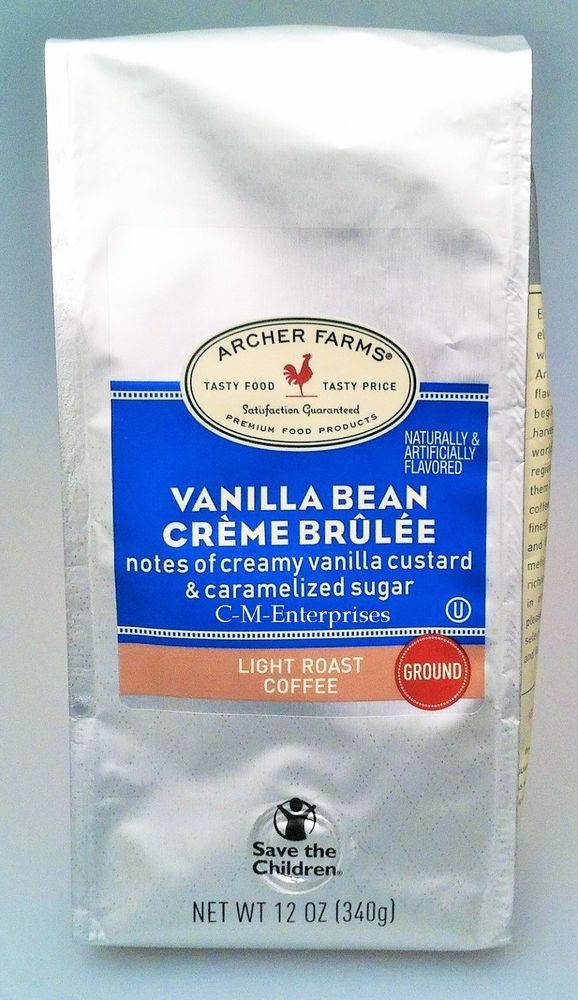 ARCHER FARMS®
TASTY FOOD TASTY PRICE
Satisfaction Guaranteed
PREMIUM FOOD PRODUCTS
NATURALLY &
ARTIFICIALLY
FLAVORED
VANILLA BEAN
CRÈME BRÛLÉE
notes of creamy vanilla custard
& caramelized sugar
C-M-Enterprises
U
LIGHT ROAST
COFFEE
GROUND
Save the
Children®
NET WT 12 OZ (340g)